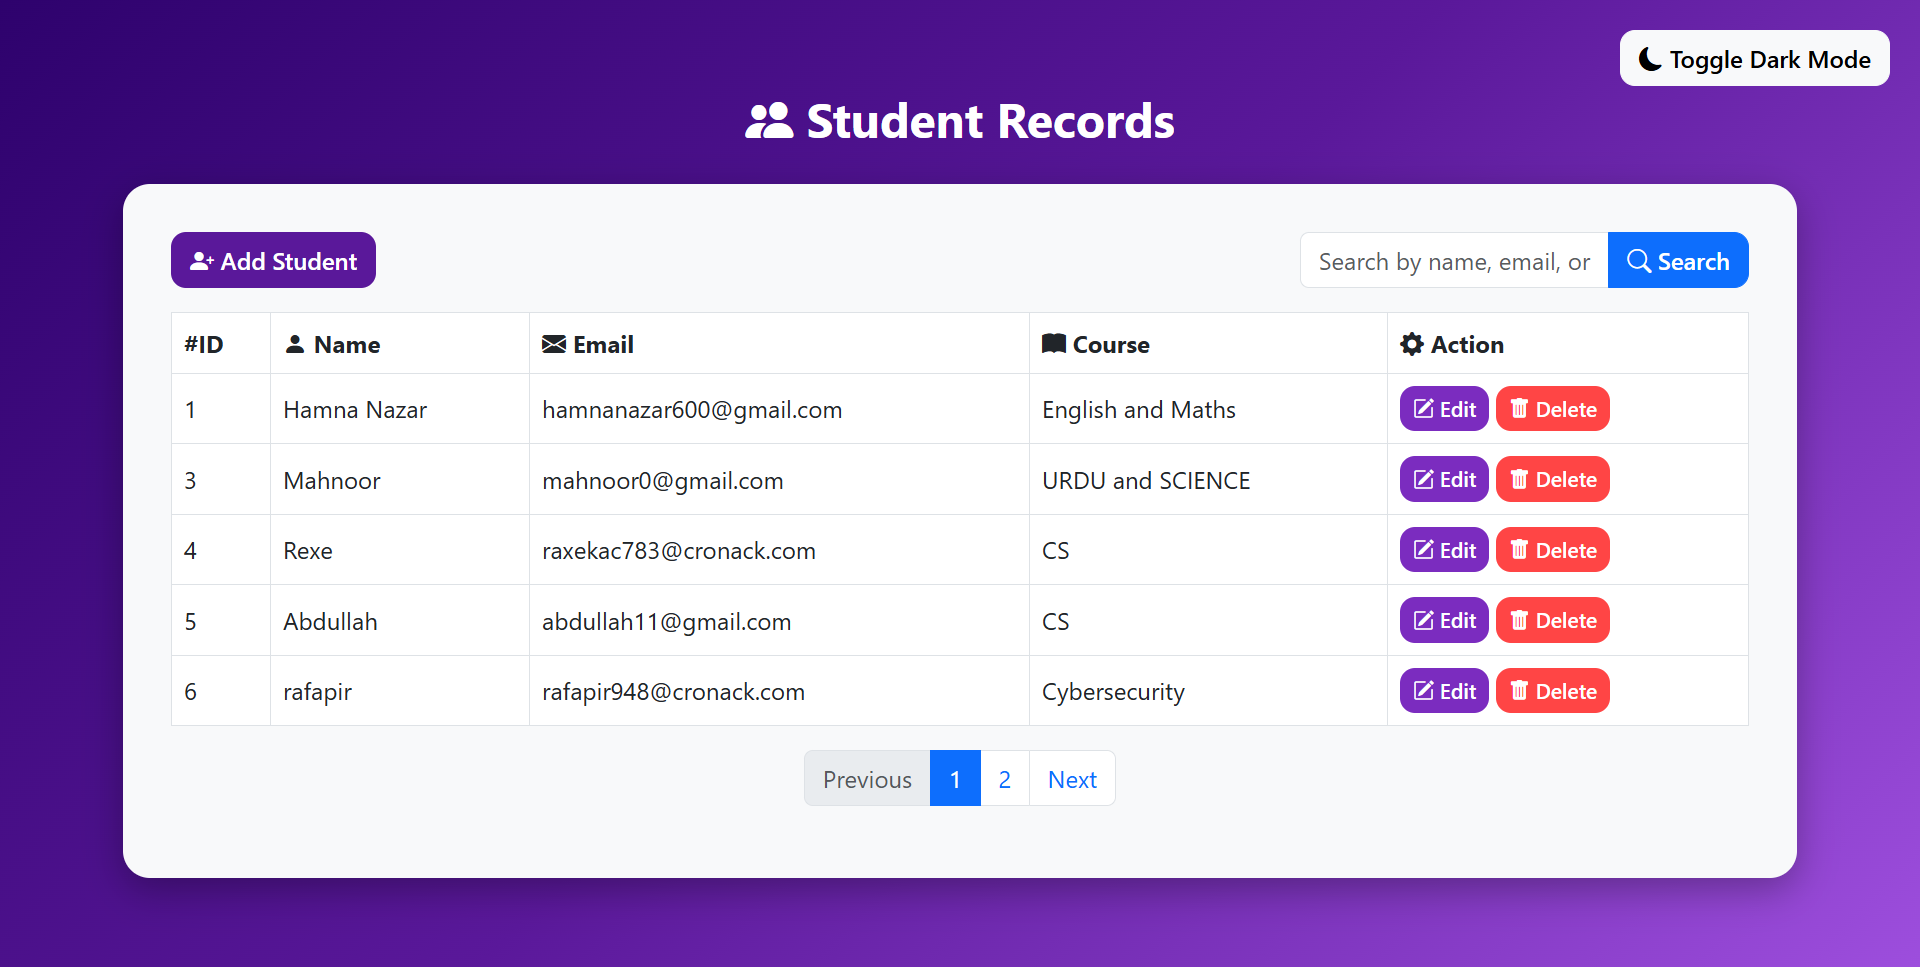 Toggle Dark Mode
Student Records
Add Student
Search by name, email, or
Search
#ID Name Email Course Action
1 Hamna Nazar hamnanazar600@gmail.com English and Maths Edit Delete
3 Mahnoor mahnoor0@gmail.com URDU and SCIENCE Edit Delete
4 Rexe raxekac783@cronack.com CS Edit Delete
5 Abdullah abdullah11@gmail.com CS Edit Delete
6 rafapir rafapir948@cronack.com Cybersecurity Edit Delete
Previous 1 2 Next